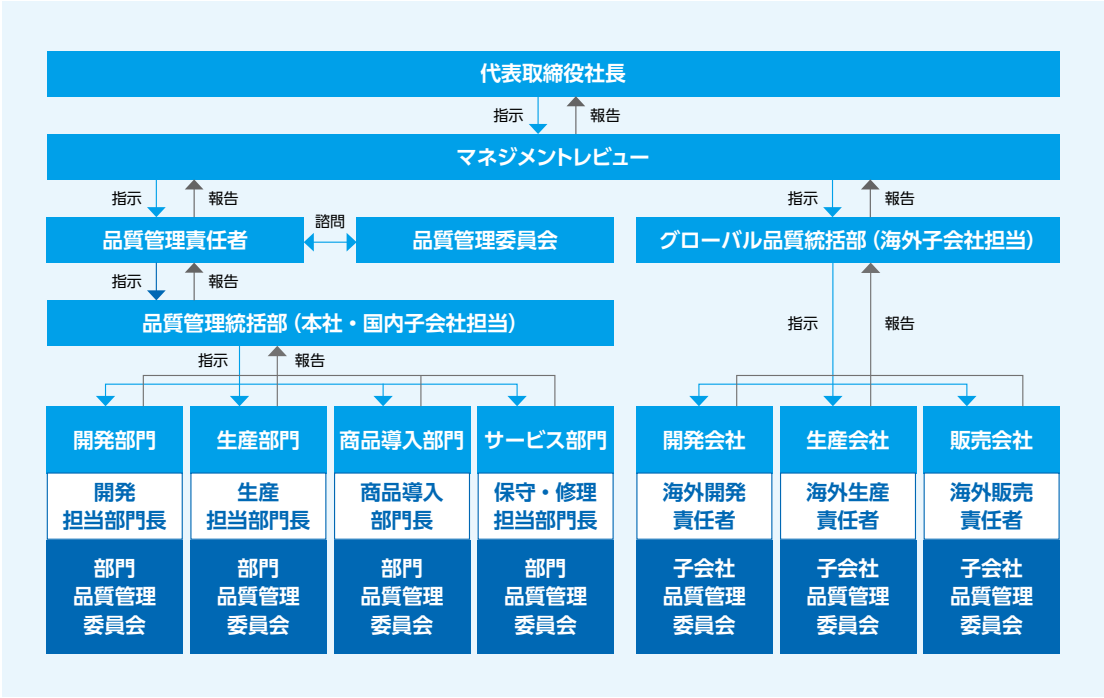 代表取締役社長
指示
報告
マネジメントレビュー
指示
報告
指示
報告
品質管理責任者
諮問
品質管理委員会
グローバル品質統括部（海外子会社担当）
指示
報告
品質管理統括部（本社・国内子会社担当）
指示
報告
指示
報告
開発部門
生産部門
商品導入部門
サービス部門
開発会社
生産会社
販売会社
開発
担当部門長
生産
担当部門長
商品導入
部門長
保守・修理
担当部門長
海外開発
責任者
海外生産
責任者
海外販売
責任者
部門
品質管理
委員会
部門
品質管理
委員会
部門
品質管理
委員会
部門
品質管理
委員会
子会社
品質管理
委員会
子会社
品質管理
委員会
子会社
品質管理
委員会